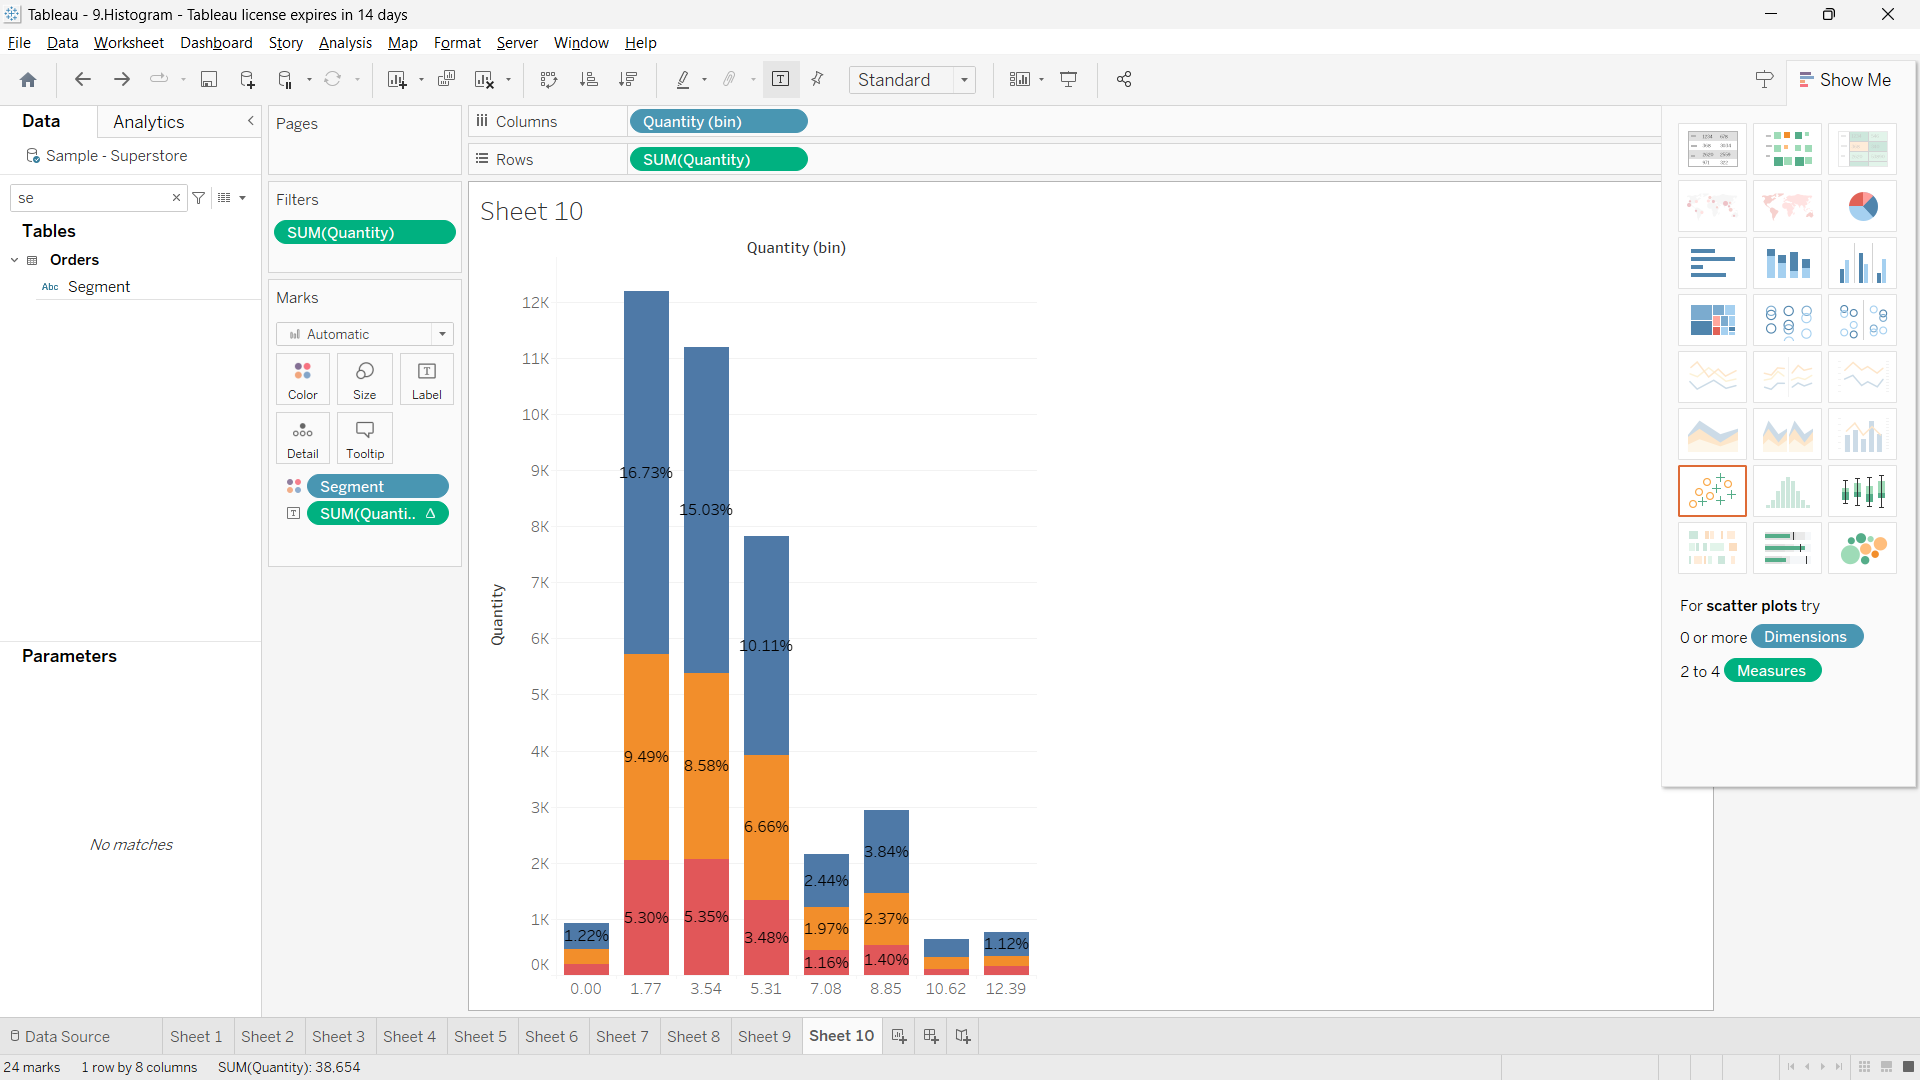 Tableau - 9.Histogram - Tableau license expires in 14 days
File Data Worksheet Dashboard Story Analysis Map Format Server Window Help
Standard
Show Me
Data Analytics
Sample - Superstore
se
Tables
Orders
Abc Segment
Parameters
No matches
Pages
Filters
SUM(Quantity)
Marks
Automatic
Color Size Label
Detail Tooltip
Segment
SUM(Quanti.. Δ
Columns Quantity (bin)
Rows SUM(Quantity)
Sheet 10
Quantity (bin)
Quantity
12K
11K
10K
9K
8K
7K
6K
5K
4K
3K
2K
1K
0K
16.73%
15.03%
10.11%
9.49%
8.58%
6.66%
5.30%
5.35%
3.48%
2.44%
3.84%
1.97%
2.37%
1.16%
1.40%
1.22%
1.12%
0.00 1.77 3.54 5.31 7.08 8.85 10.62 12.39
For scatter plots try
0 or more Dimensions
2 to 4 Measures
Data Source Sheet 1 Sheet 2 Sheet 3 Sheet 4 Sheet 5 Sheet 6 Sheet 7 Sheet 8 Sheet 9 Sheet 10
24 marks 1 row by 8 columns SUM(Quantity): 38,654